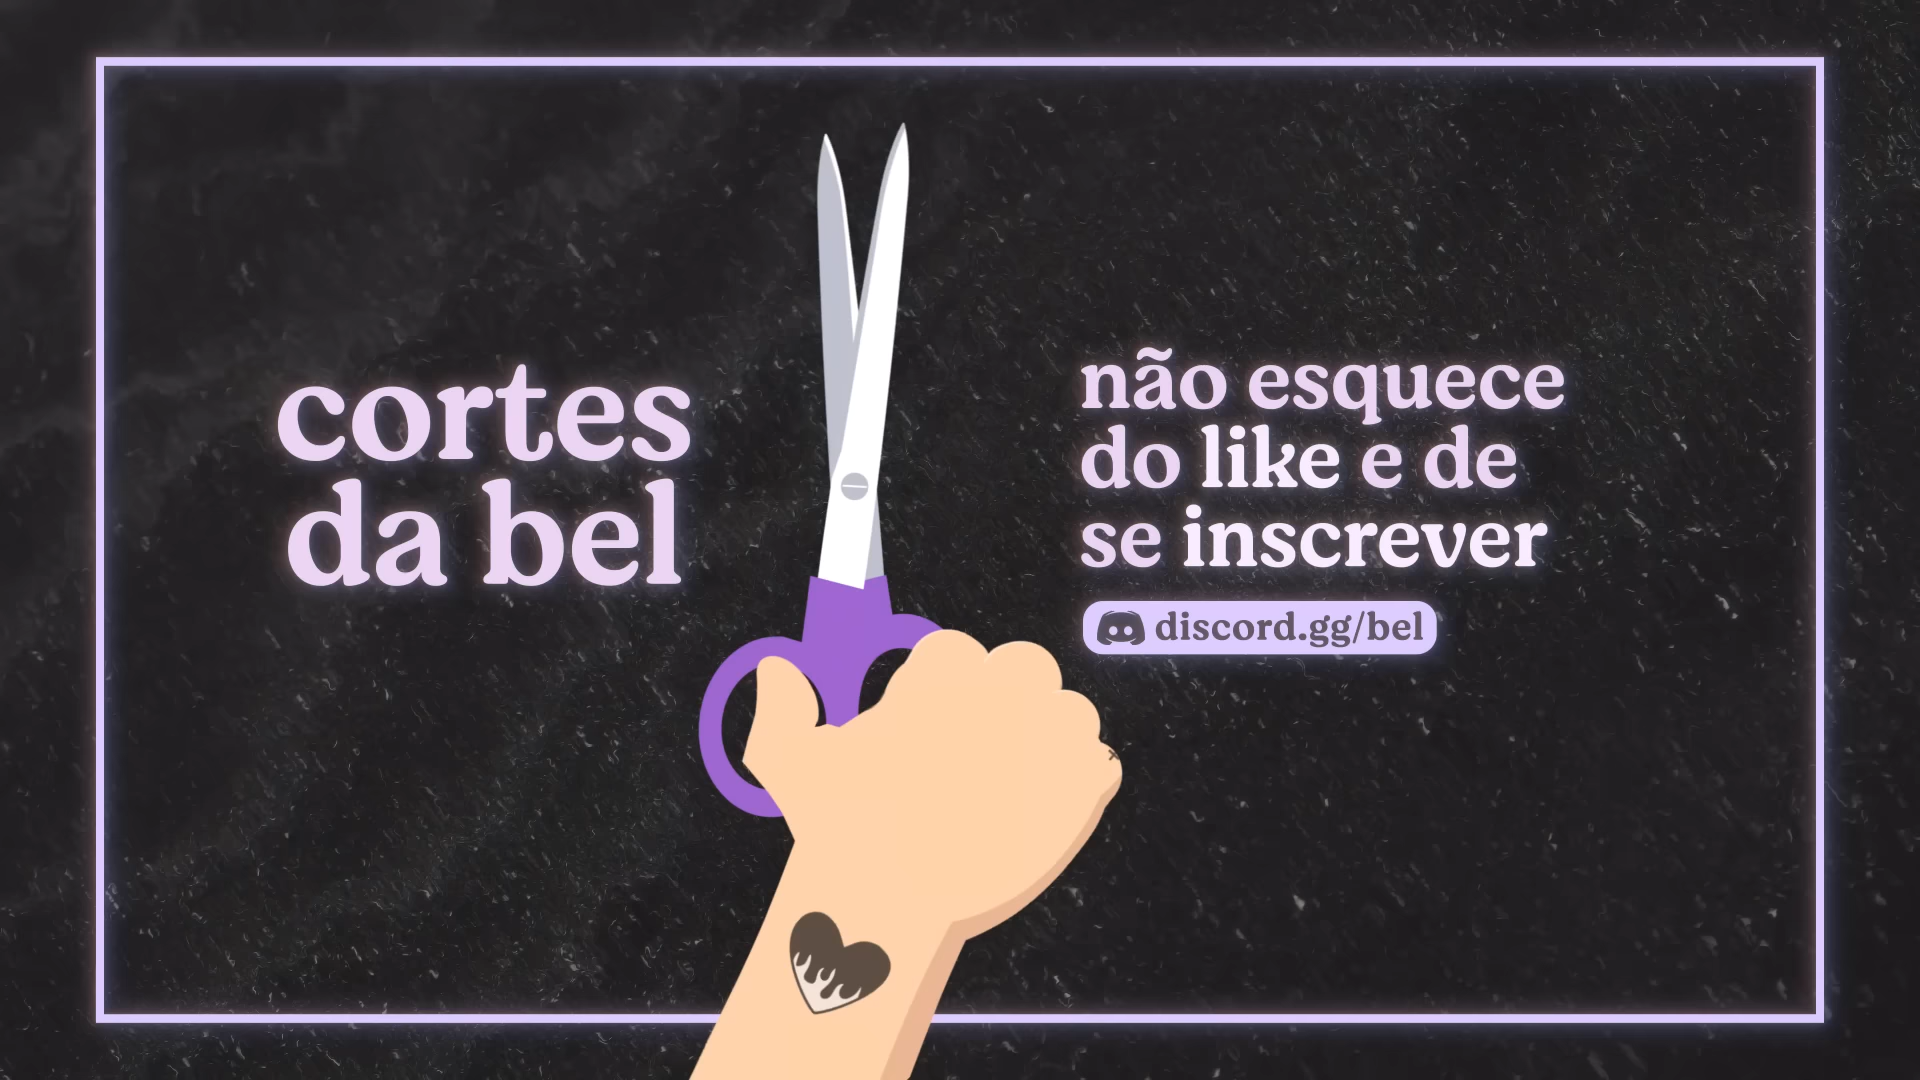 cortes
da bel
não esquece
do like e de
se inscrever
discord.gg/bel